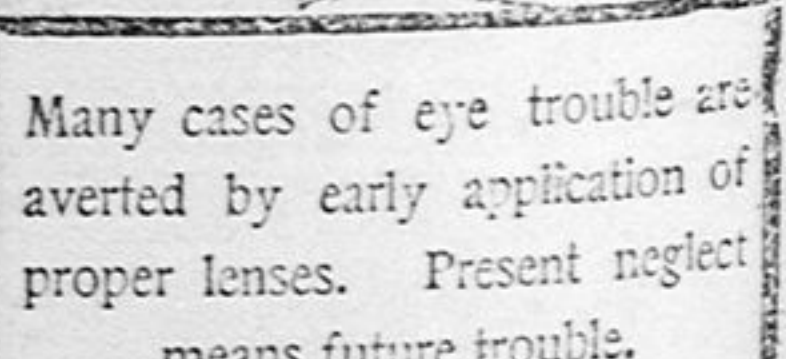 Many cases of eye trouble are
averted by early application of
proper lenses. Present neglect
means future trouble.